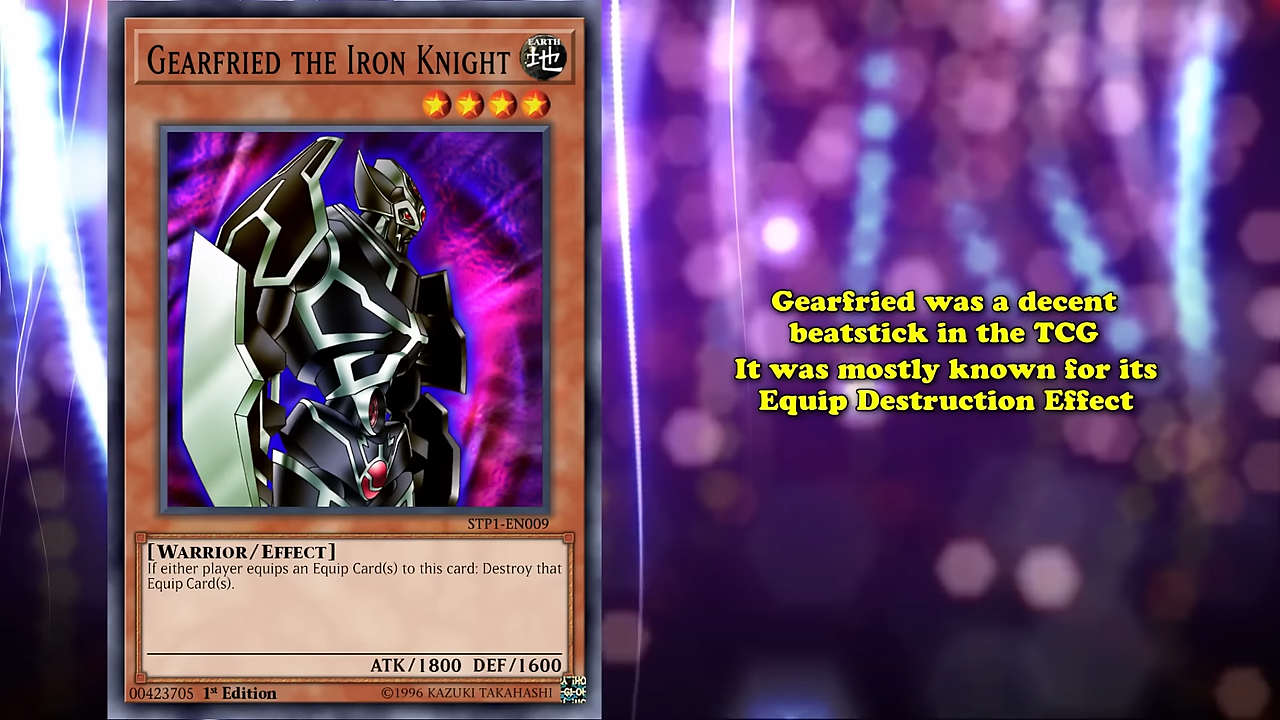 GEARFRIED THE IRON KNIGHT
EARTH
地
STP1-EN009
[WARRIOR/EFFECT]
If either player equips an Equip Card(s) to this card: Destroy that
Equip Card(s).
ATK/1800 DEF/1600
00423705 1st Edition ©1996 KAZUKI TAKAHASHI
Gearfried was a decent
beatstick in the TCG
It was mostly known for its
Equip Destruction Effect